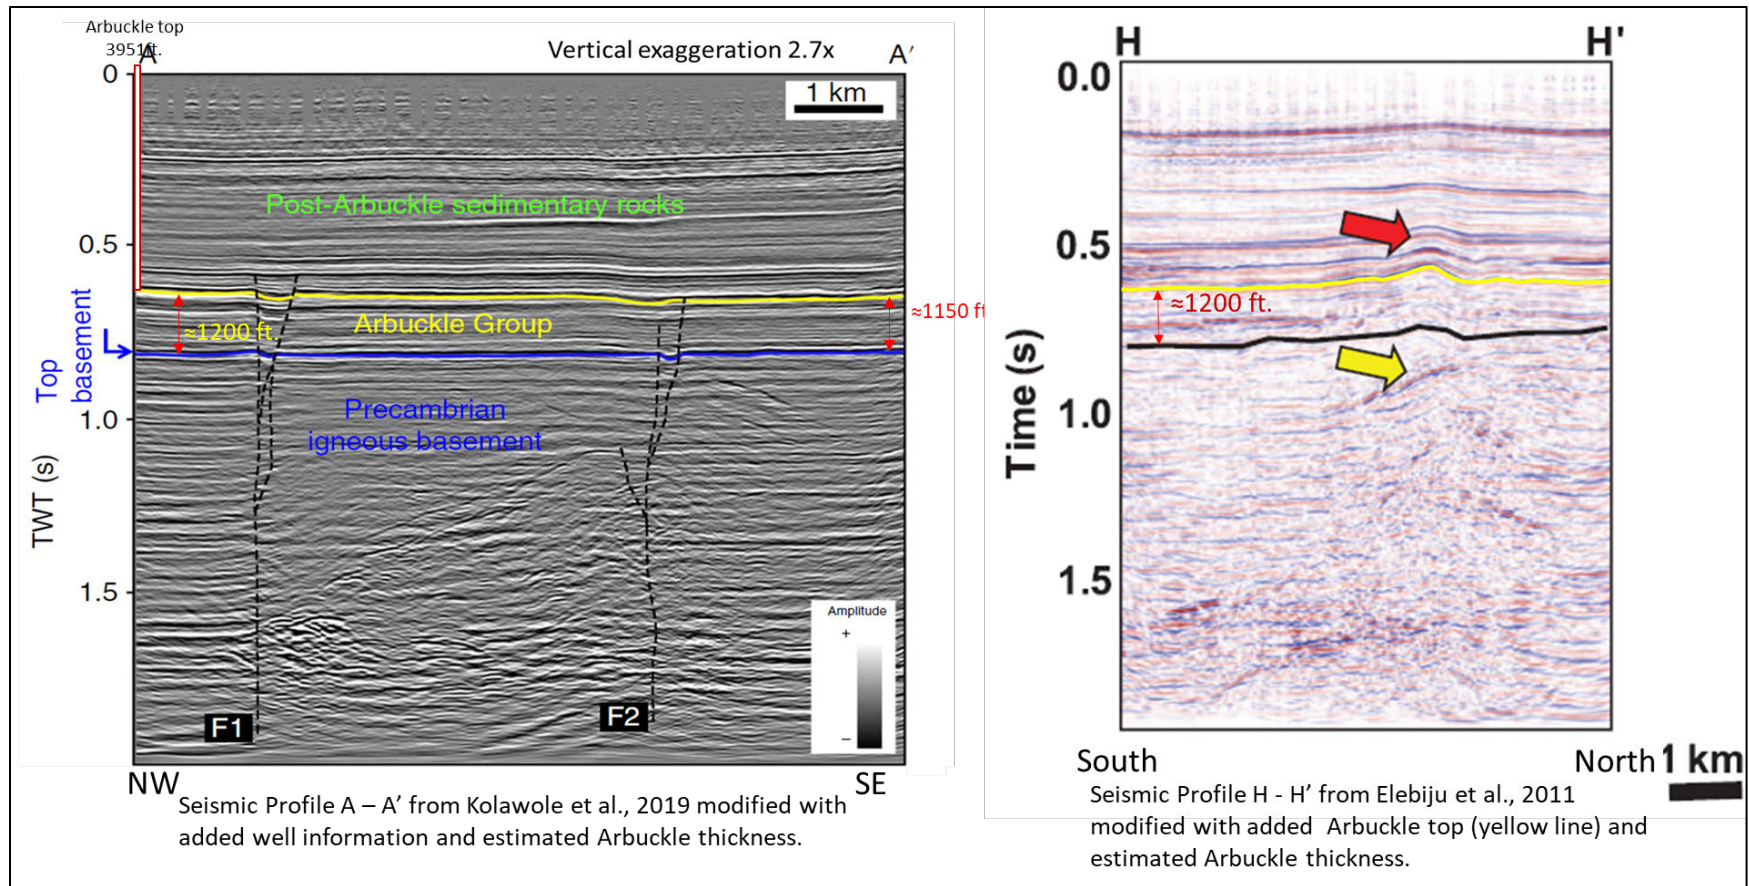 Arbuckle top
3951ft.
A
Vertical exaggeration 2.7x
A′
0
1 km
Post-Arbuckle sedimentary rocks
0.5
≈1200 ft.
Arbuckle Group
≈1150 ft
Top
basement
1.0
Precambrian
igneous basement
TWT (s)
1.5
Amplitude
+
–
F1
F2
NW
SE
Seismic Profile A – A’ from Kolawole et al., 2019 modified with
added well information and estimated Arbuckle thickness.
H
H'
0.0
0.5
≈1200 ft.
Time (s)
1.0
1.5
South
North
1 km
Seismic Profile H - H’ from Elebiju et al., 2011
modified with added Arbuckle top (yellow line) and
estimated Arbuckle thickness.